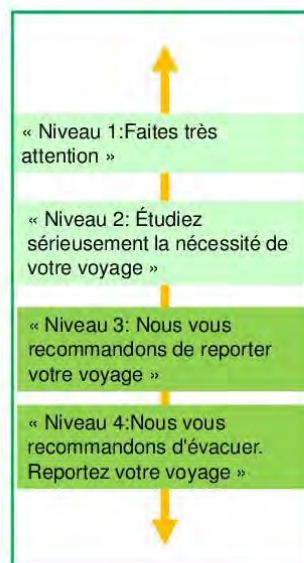 « Niveau 1:Faites très
attention »
« Niveau 2: Étudiez
sérieusement la nécessité de
votre voyage »
« Niveau 3: Nous vous
recommandons de reporter
votre voyage »
« Niveau 4:Nous vous
recommandons d'évacuer.
Reportez votre voyage »